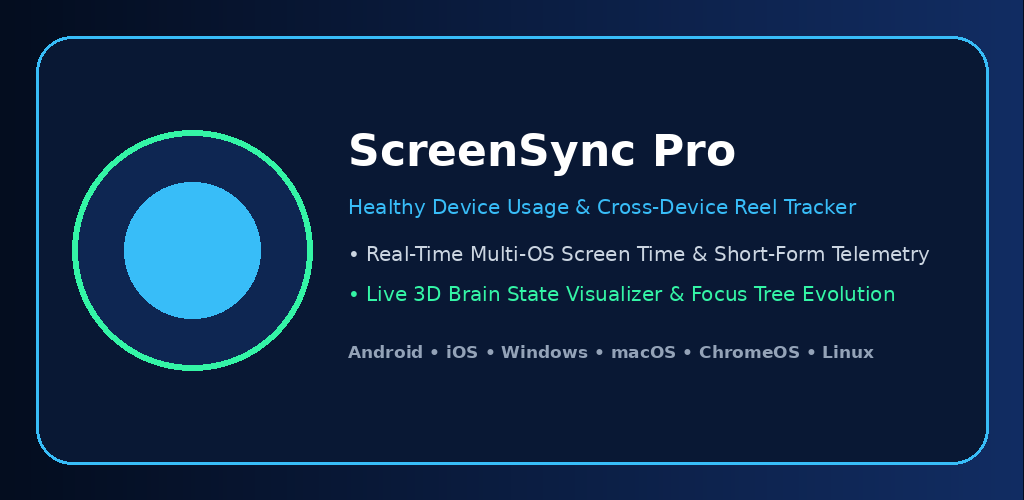 ScreenSync Pro
Healthy Device Usage & Cross-Device Reel Tracker
• Real-Time Multi-OS Screen Time & Short-Form Telemetry
• Live 3D Brain State Visualizer & Focus Tree Evolution
Android • iOS • Windows • macOS • ChromeOS • Linux